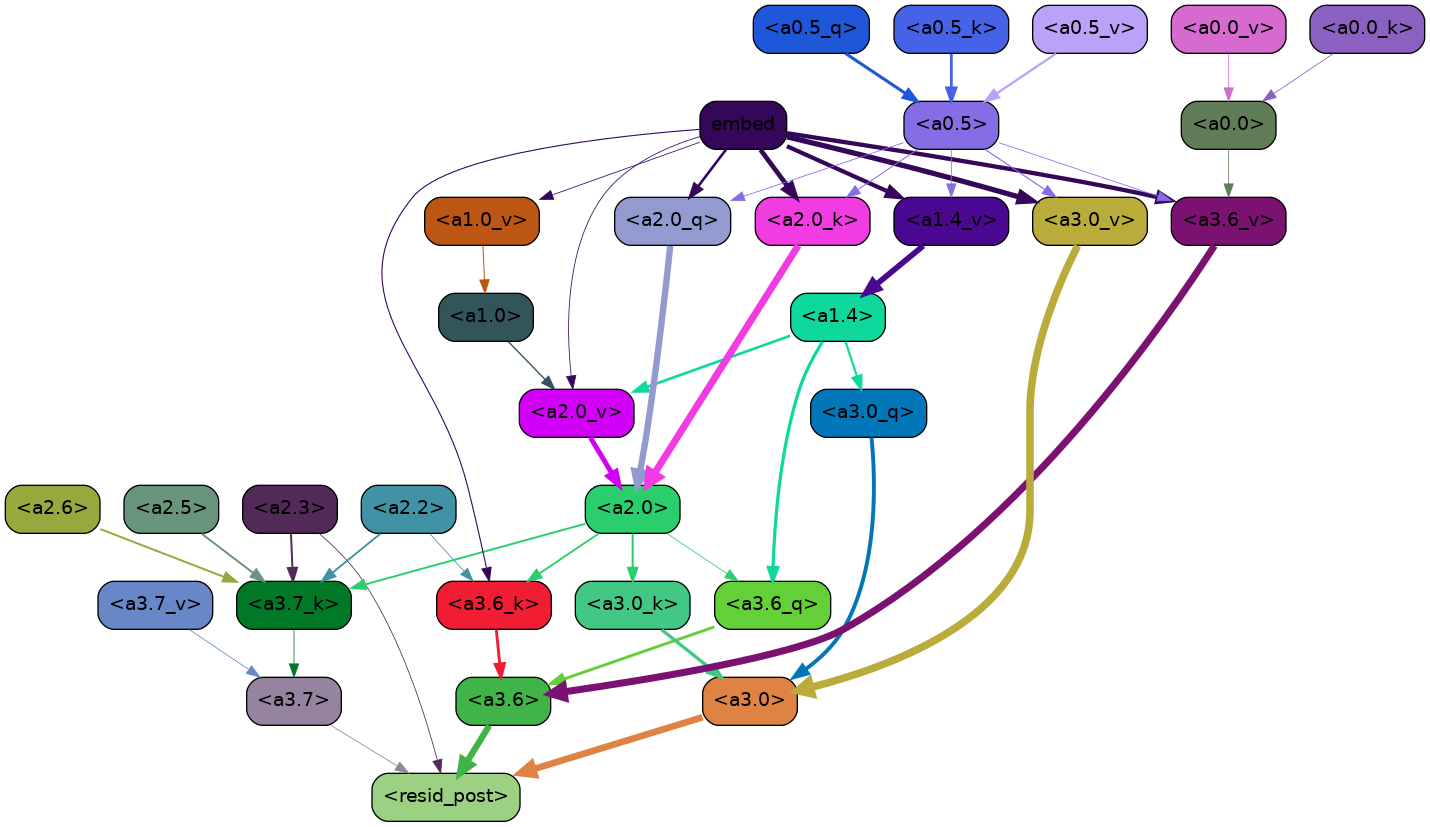 <a0.5_q> <a0.5_k> <a0.5_v> <a0.0_v> <a0.0_k>
embed <a0.5> <a0.0>
<a1.0_v> <a2.0_q> <a2.0_k> <a1.4_v> <a3.0_v> <a3.6_v>
<a1.0> <a1.4>
<a2.0_v> <a3.0_q>
<a2.6> <a2.5> <a2.3> <a2.2> <a2.0>
<a3.7_v> <a3.7_k> <a3.6_k> <a3.0_k> <a3.6_q>
<a3.7> <a3.6> <a3.0>
<resid_post>